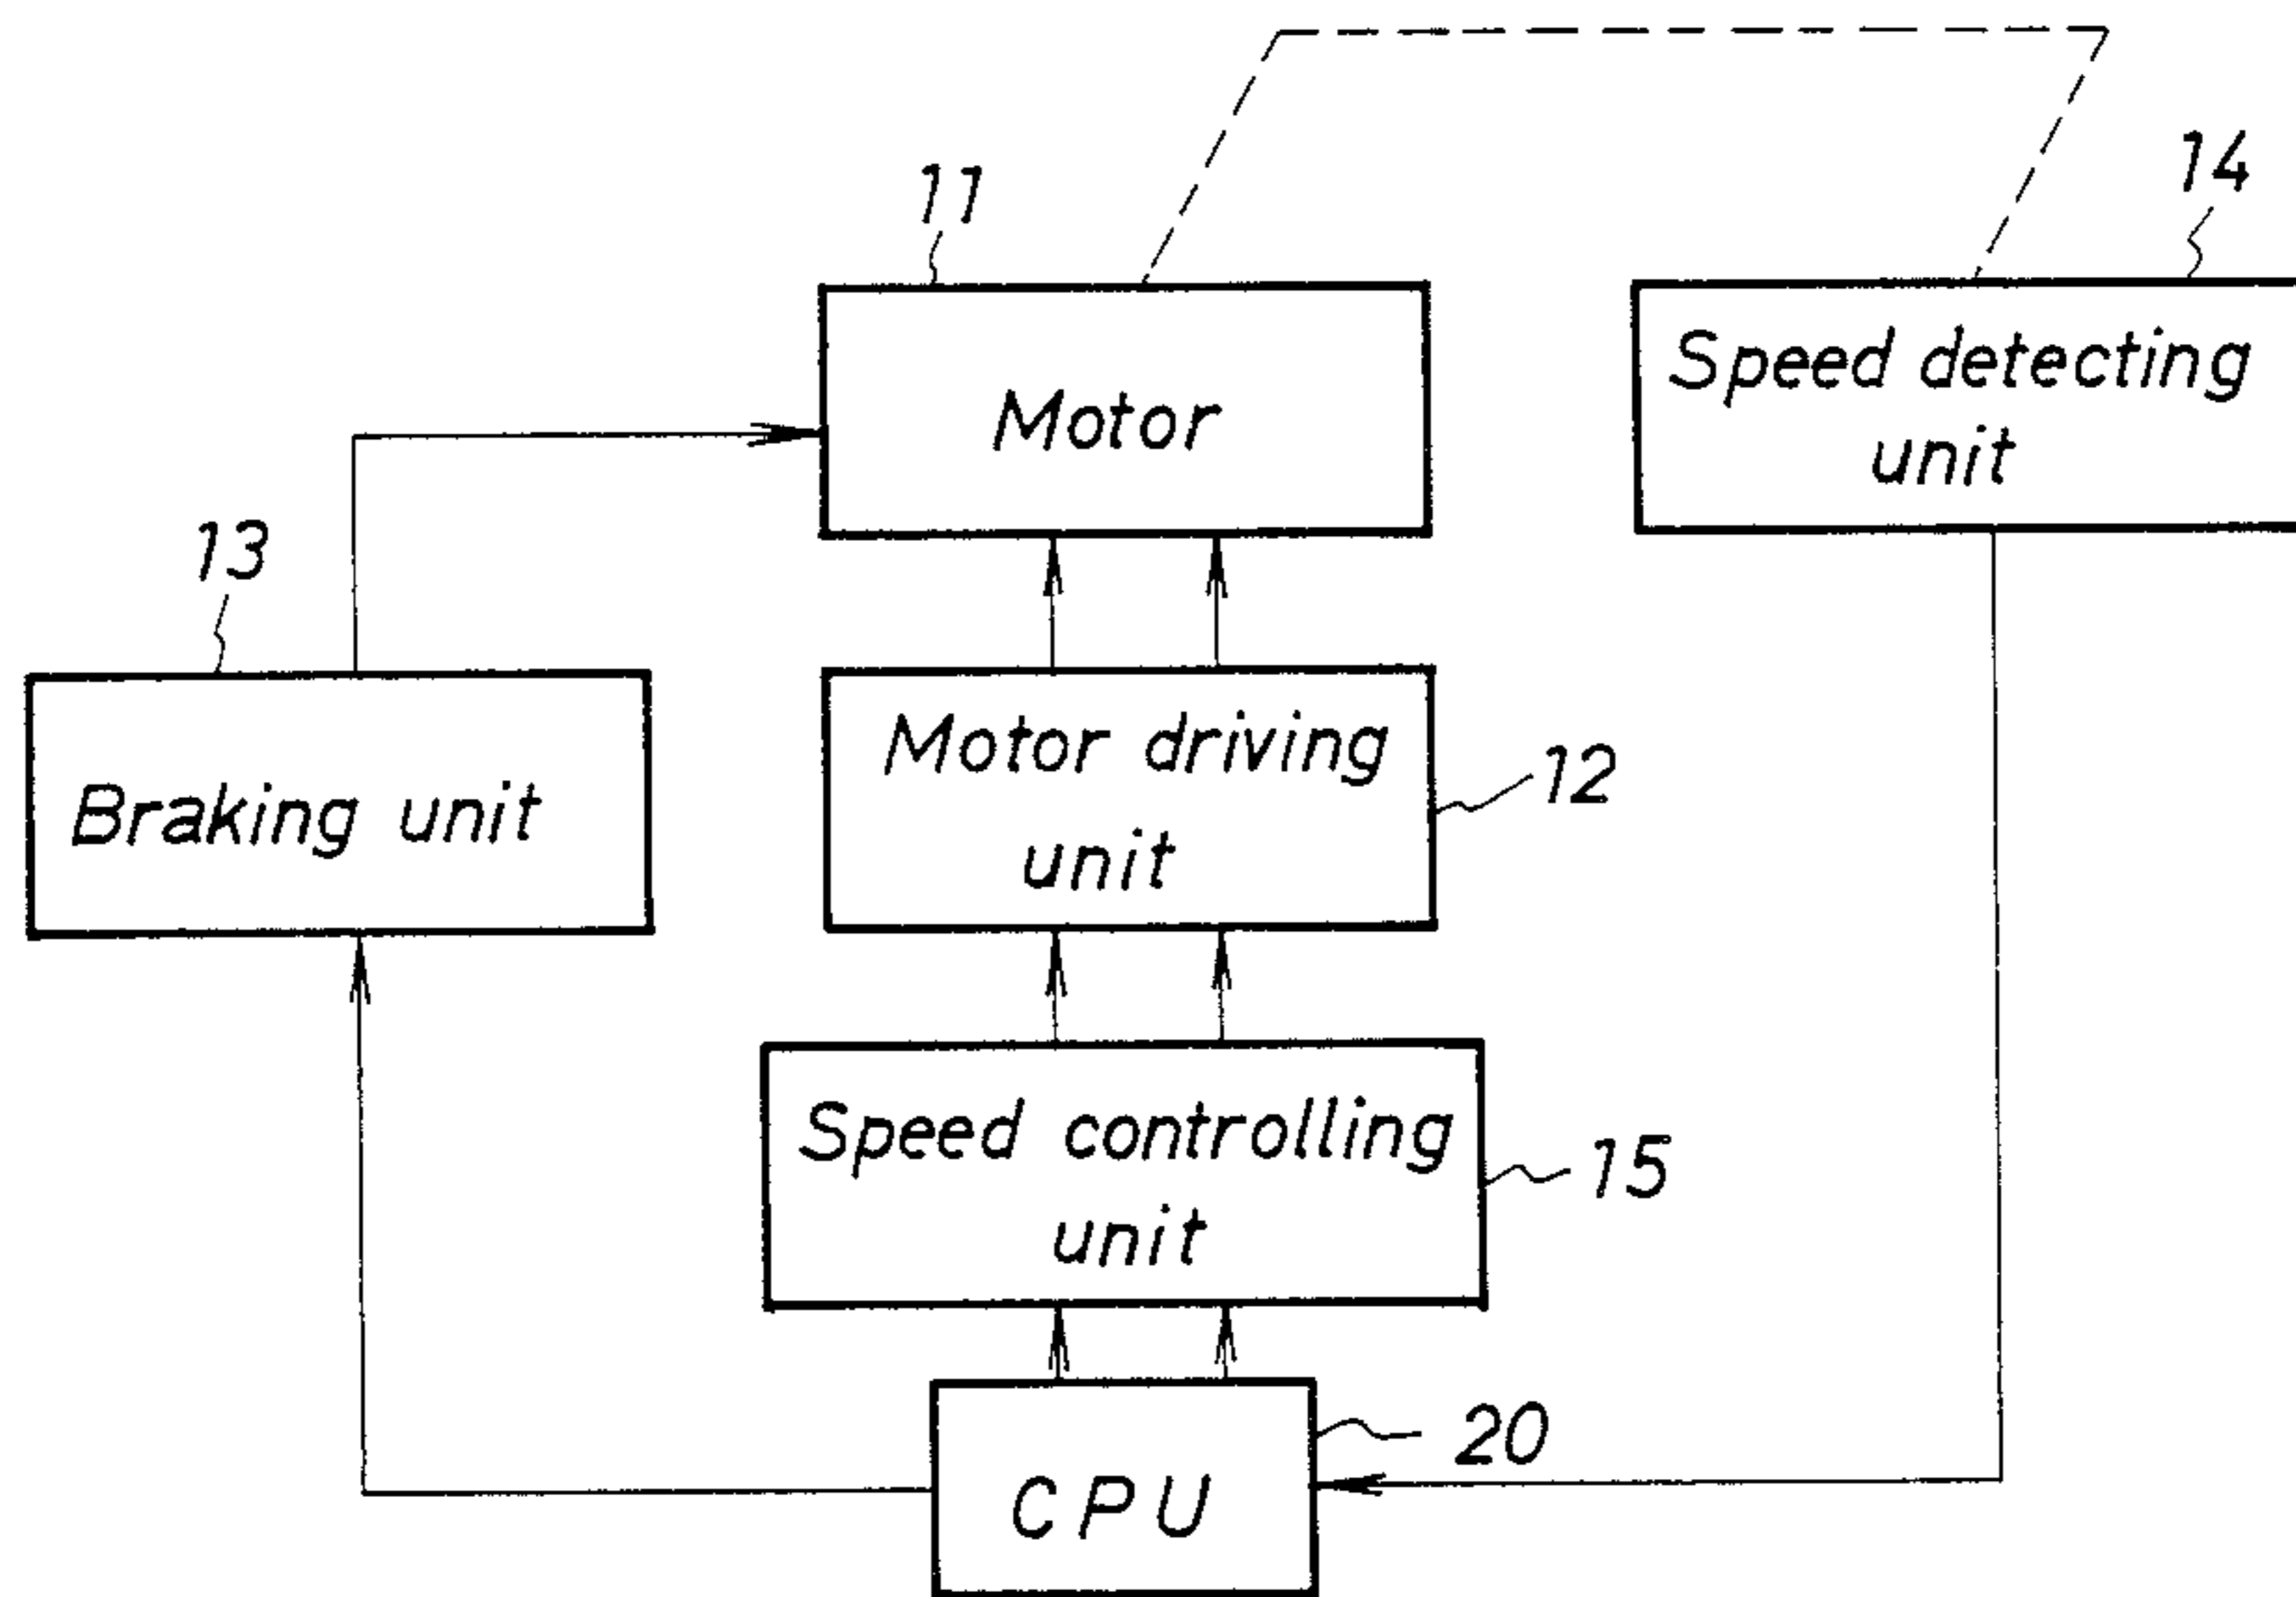 11
14
Motor
Speed detecting
unit
13
Motor driving
unit
12
Braking unit
Speed controlling
unit
15
20
CPU